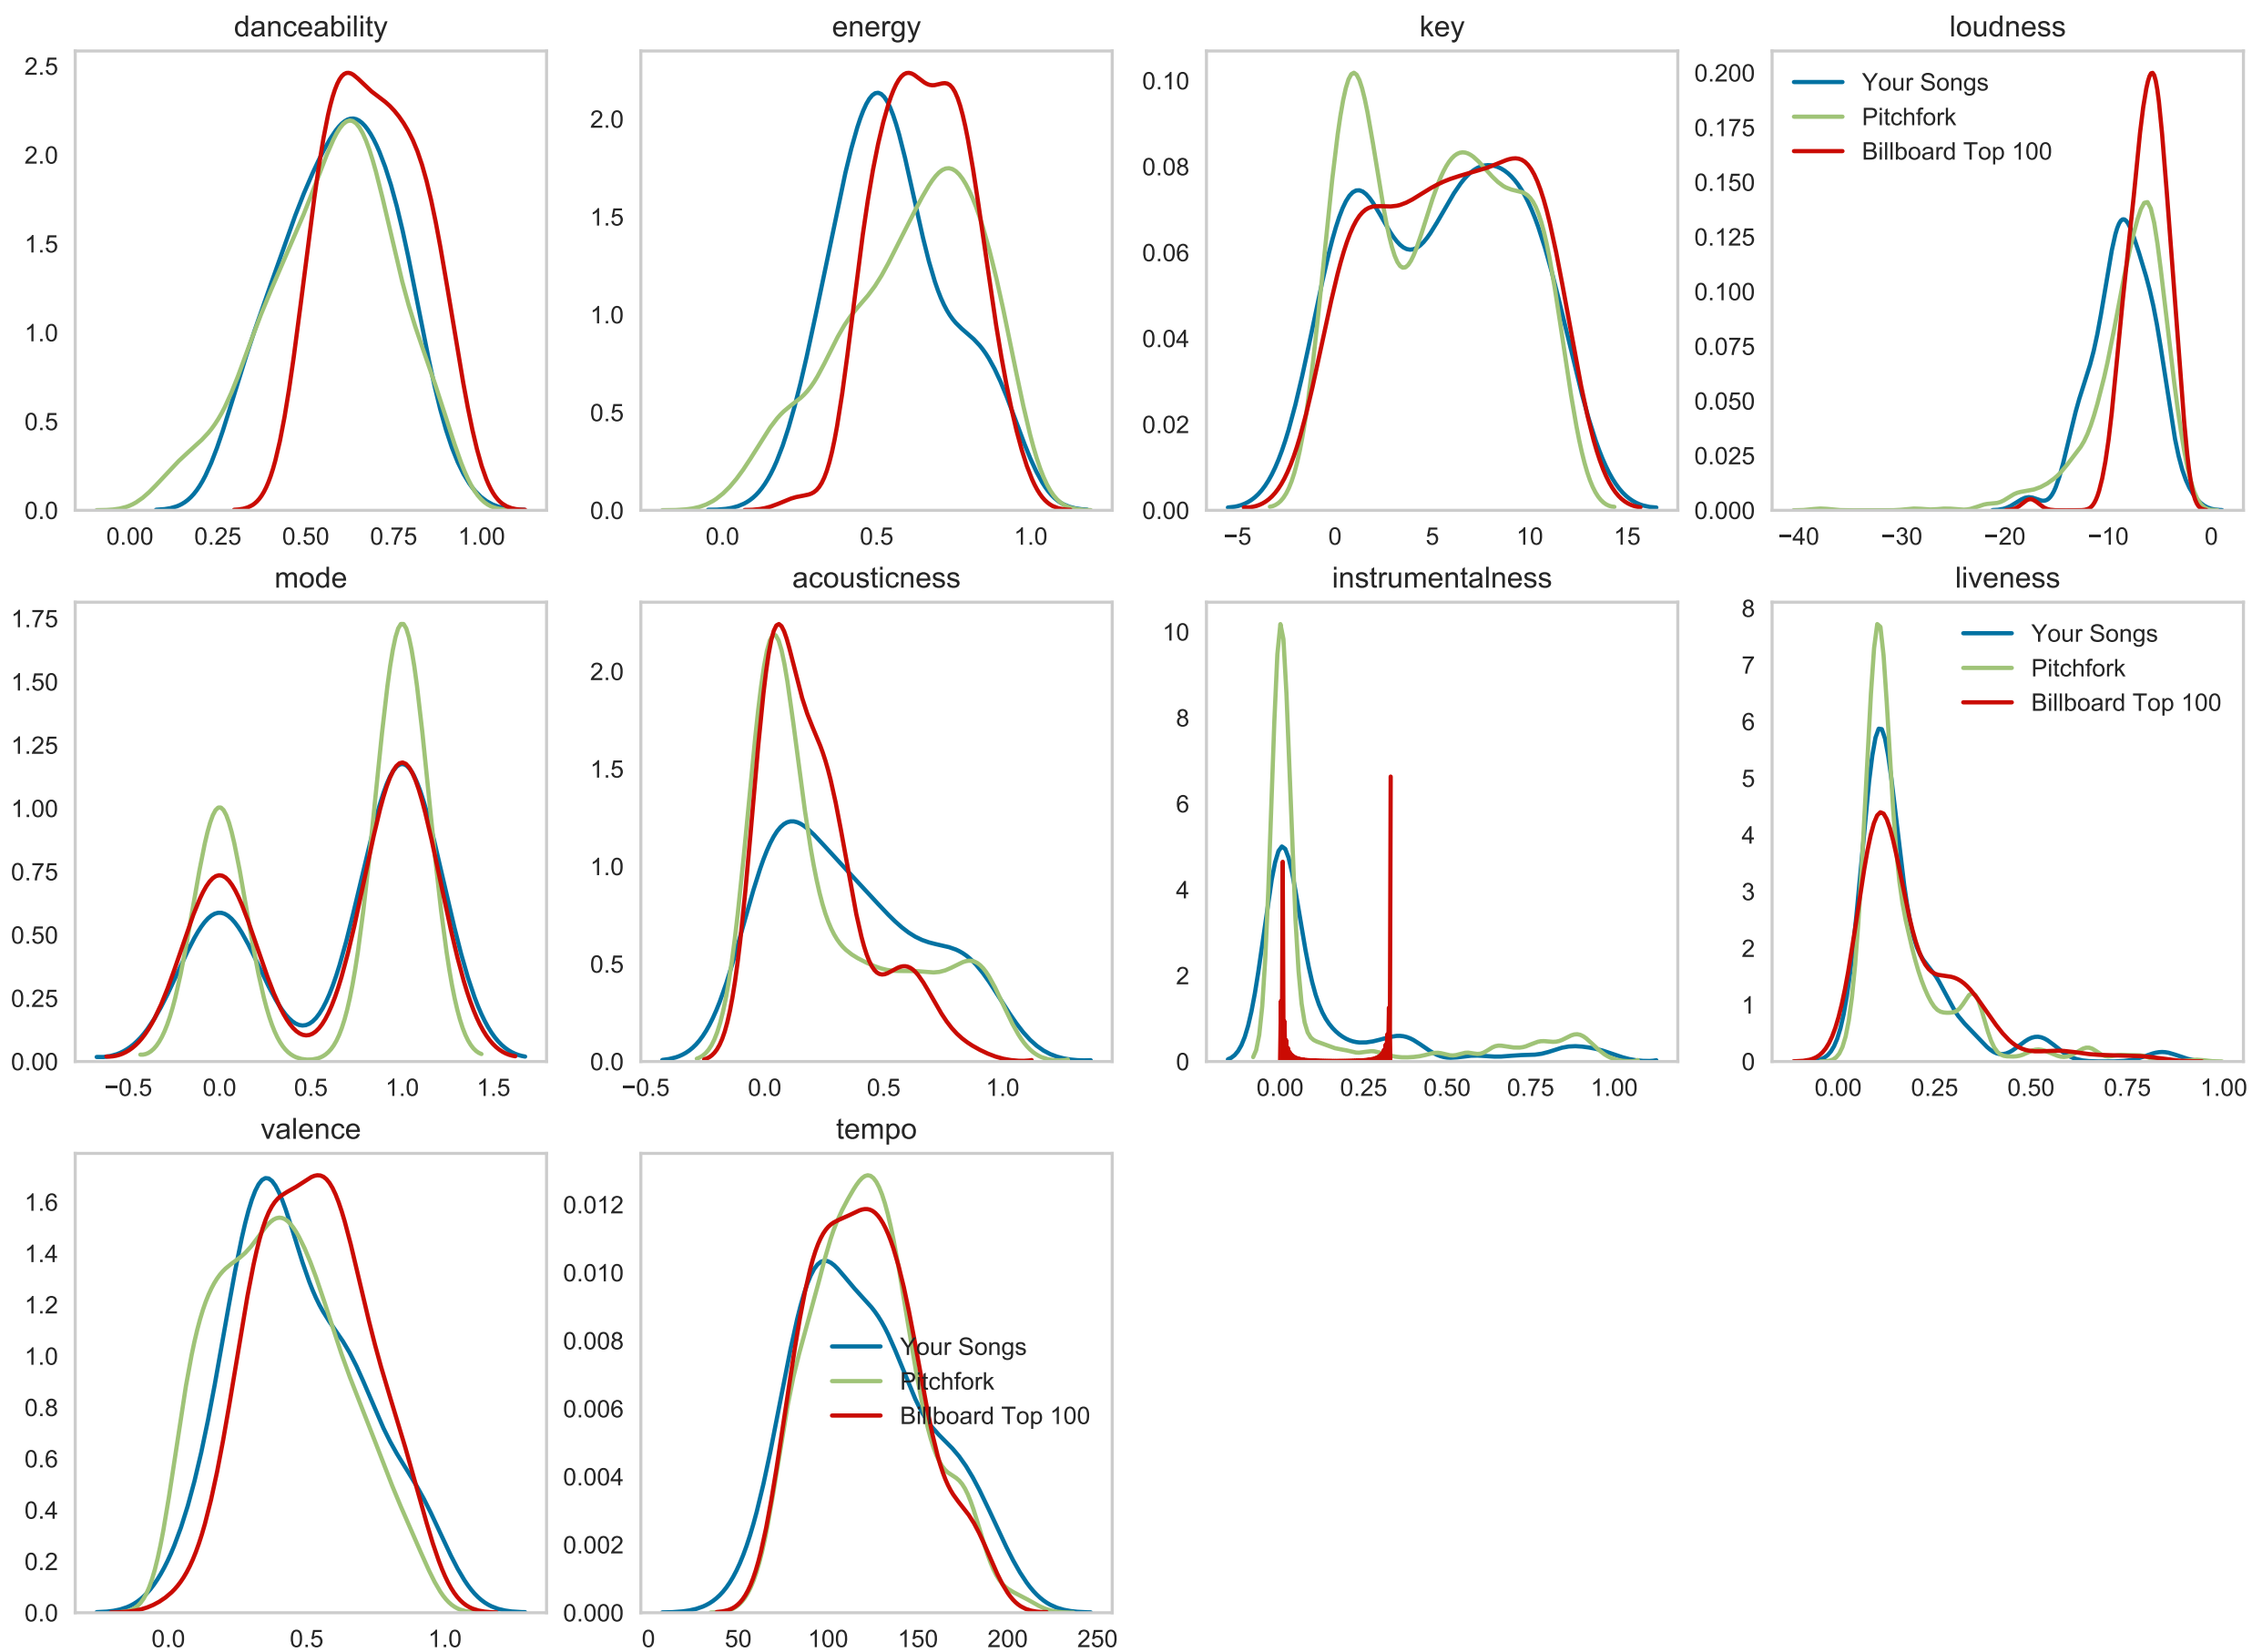 danceability
energy
key
loudness
2.5
2.0
1.5
1.0
0.5
0.0
0.00 0.25 0.50 0.75 1.00
2.0
1.5
1.0
0.5
0.0
0.0 0.5 1.0
0.10
0.08
0.06
0.04
0.02
0.00
−5 0 5 10 15
0.200
0.175
0.150
0.125
0.100
0.075
0.050
0.025
0.000
Your Songs
Pitchfork
Billboard Top 100
−40 −30 −20 −10 0
mode
acousticness
instrumentalness
liveness
1.75
1.50
1.25
1.00
0.75
0.50
0.25
0.00
−0.5 0.0 0.5 1.0 1.5
2.0
1.5
1.0
0.5
0.0
−0.5 0.0 0.5 1.0
10
8
6
4
2
0
0.00 0.25 0.50 0.75 1.00
8
7
6
5
4
3
2
1
0
Your Songs
Pitchfork
Billboard Top 100
0.00 0.25 0.50 0.75 1.00
valence
tempo
1.6
1.4
1.2
1.0
0.8
0.6
0.4
0.2
0.0
0.0 0.5 1.0
0.012
0.010
0.008
0.006
0.004
0.002
0.000
Your Songs
Pitchfork
Billboard Top 100
0 50 100 150 200 250